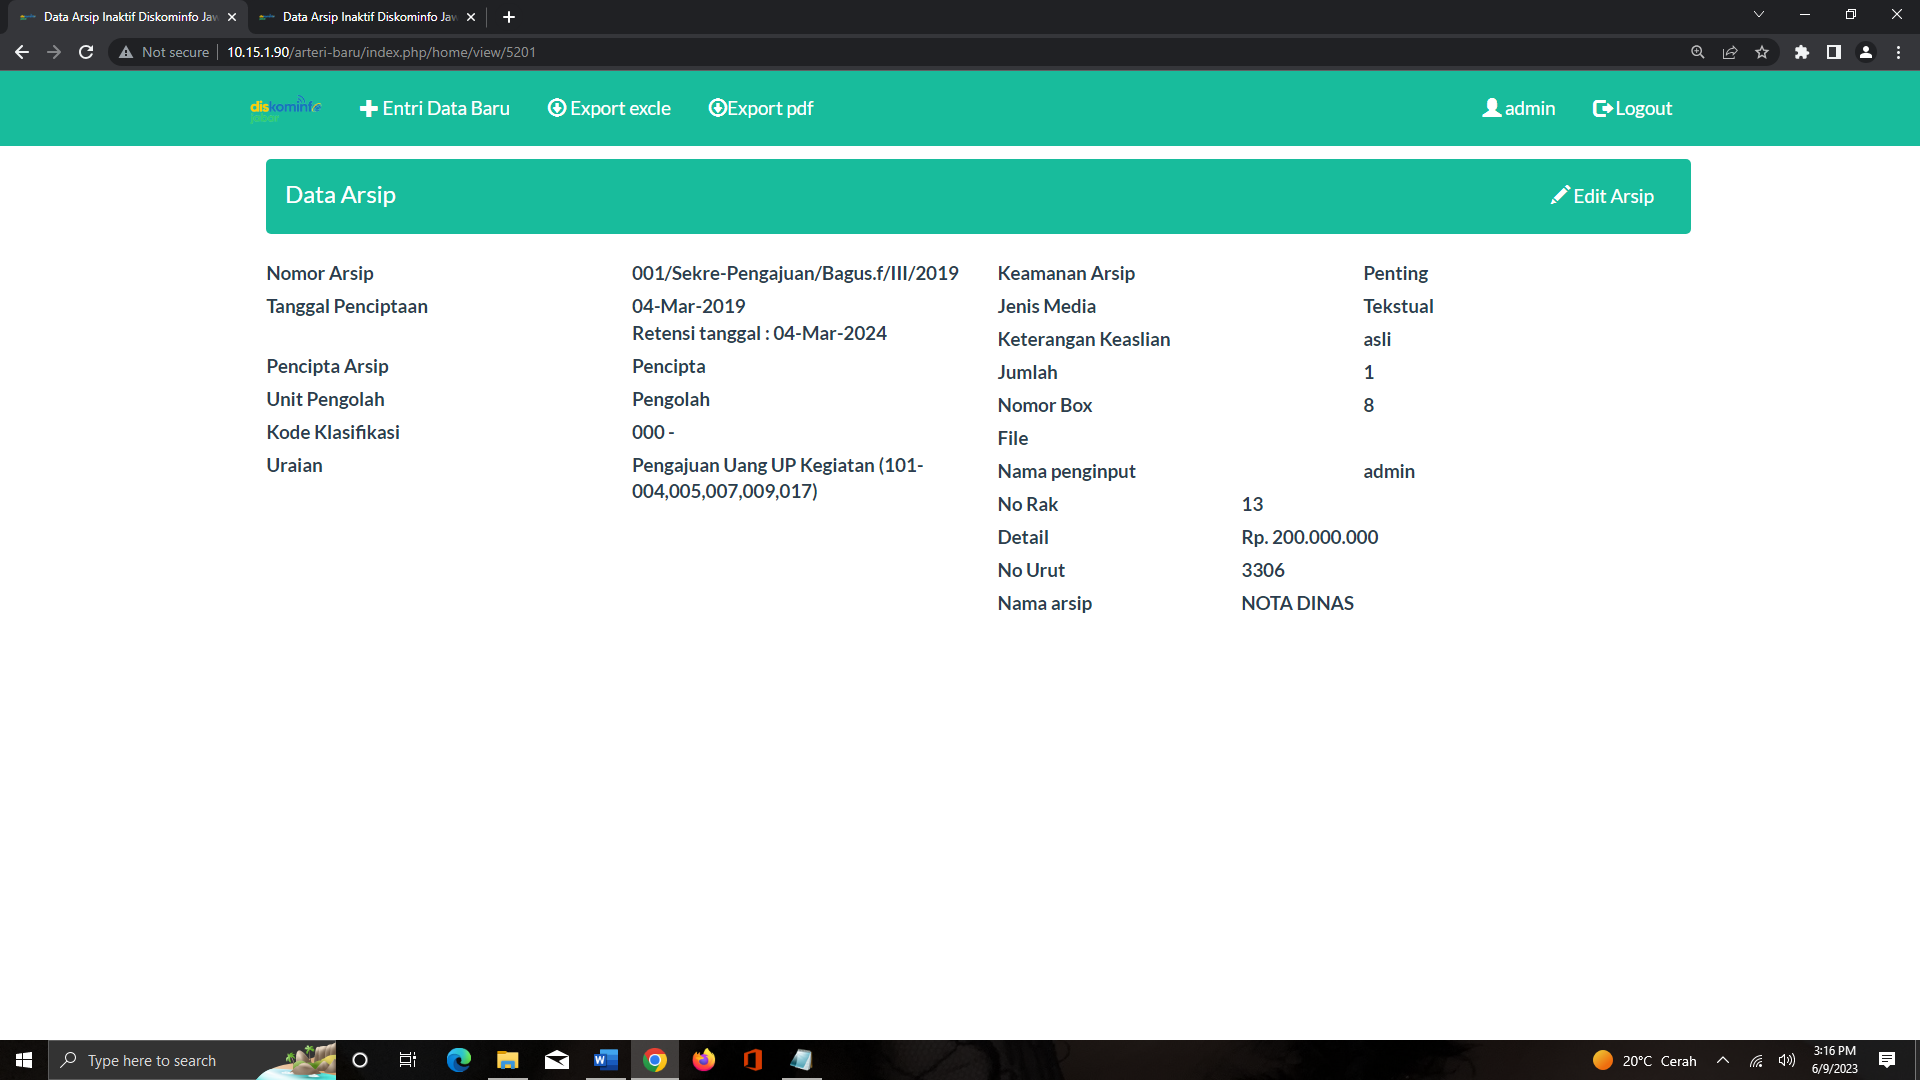 Data Arsip Inaktif Diskominfo Jaw
Data Arsip Inaktif Diskominfo Jaw
Not secure
10.15.1.90/arteri-baru/index.php/home/view/5201
diskominfo
jabar
Entri Data Baru
Export excle
Export pdf
admin
Logout
Data Arsip
Edit Arsip
Nomor Arsip 001/Sekre-Pengajuan/Bagus.f/III/2019
Tanggal Penciptaan 04-Mar-2019
Retensi tanggal : 04-Mar-2024
Pencipta Arsip Pencipta
Unit Pengolah Pengolah
Kode Klasifikasi 000 -
Uraian Pengajuan Uang UP Kegiatan (101-
004,005,007,009,017)
Keamanan Arsip Penting
Jenis Media Tekstual
Keterangan Keaslian asli
Jumlah 1
Nomor Box 8
File
Nama penginput admin
No Rak 13
Detail Rp. 200.000.000
No Urut 3306
Nama arsip NOTA DINAS
Type here to search
20°C Cerah
3:16 PM
6/9/2023